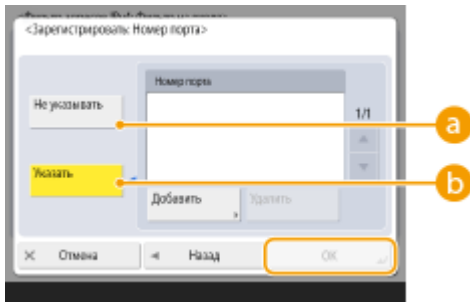 <Зарегистрировать: Номер порта>
Номер порта
Не указывать
1/1
a
Указать
b
Добавить
Удалить
Отмена
Назад
OK